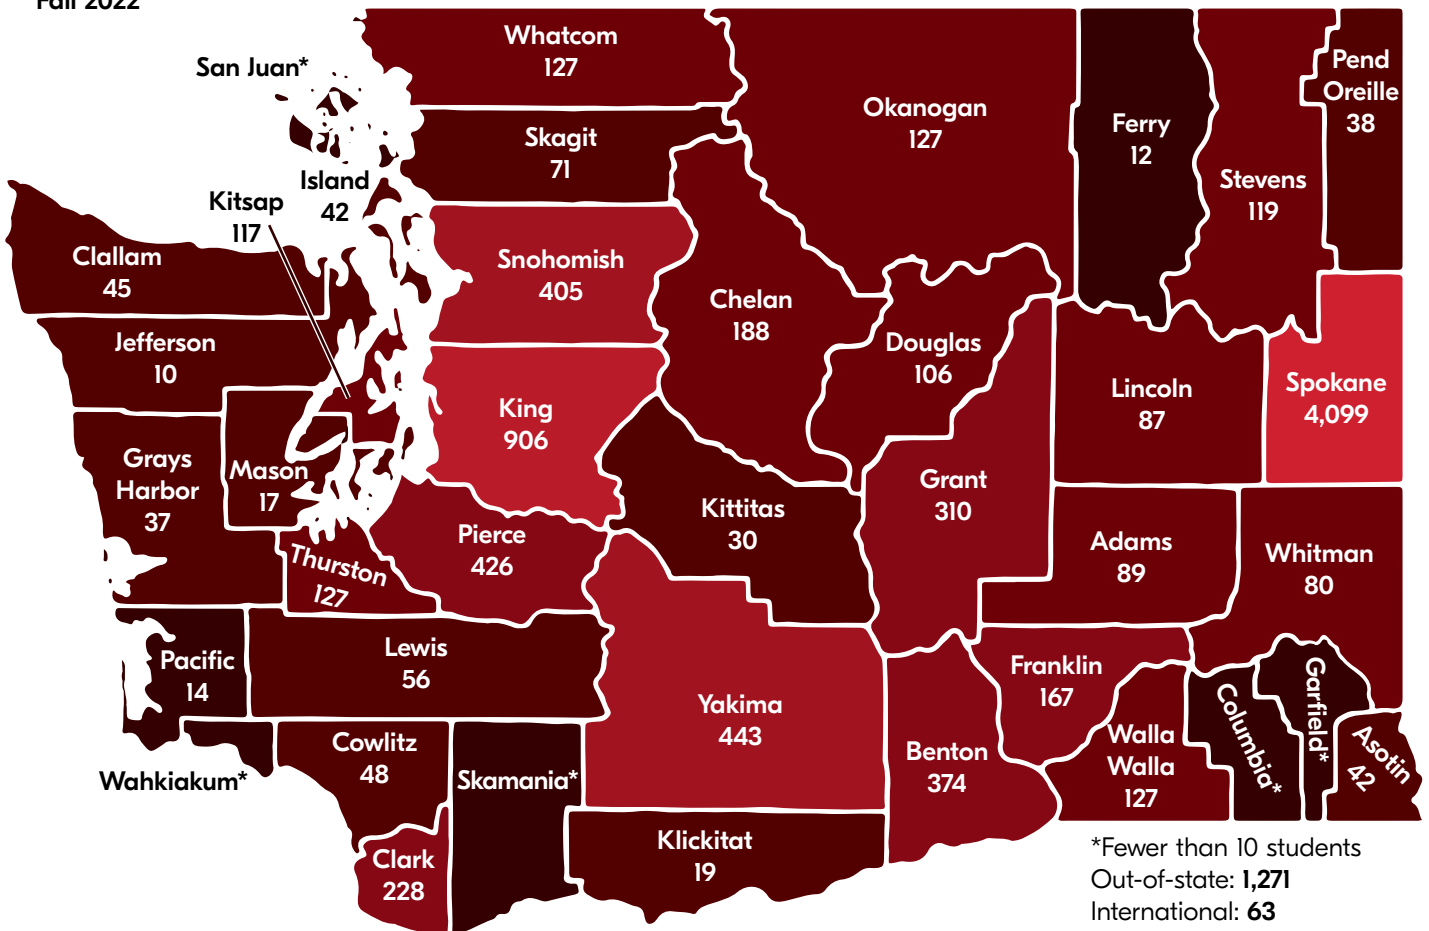 Fall 2022
Whatcom
127
San Juan*
Skagit
71
Okanogan
127
Ferry
12
Stevens
119
Pend
Oreille
38
Island
42
Kitsap
117
Clallam
45
Snohomish
405
Chelan
188
Jefferson
10
Douglas
106
Lincoln
87
Spokane
4,099
King
906
Grays
Harbor
37
Mason
17
Grant
310
Kittitas
30
Pierce
426
Thurston
127
Adams
89
Whitman
80
Pacific
14
Lewis
56
Yakima
443
Franklin
167
Garfield*
Columbia*
Asotin
42
Walla
Walla
127
Benton
374
Wahkiakum*
Cowlitz
48
Skamania*
Klickitat
19
Clark
228
*Fewer than 10 students
Out-of-state: 1,271
International: 63